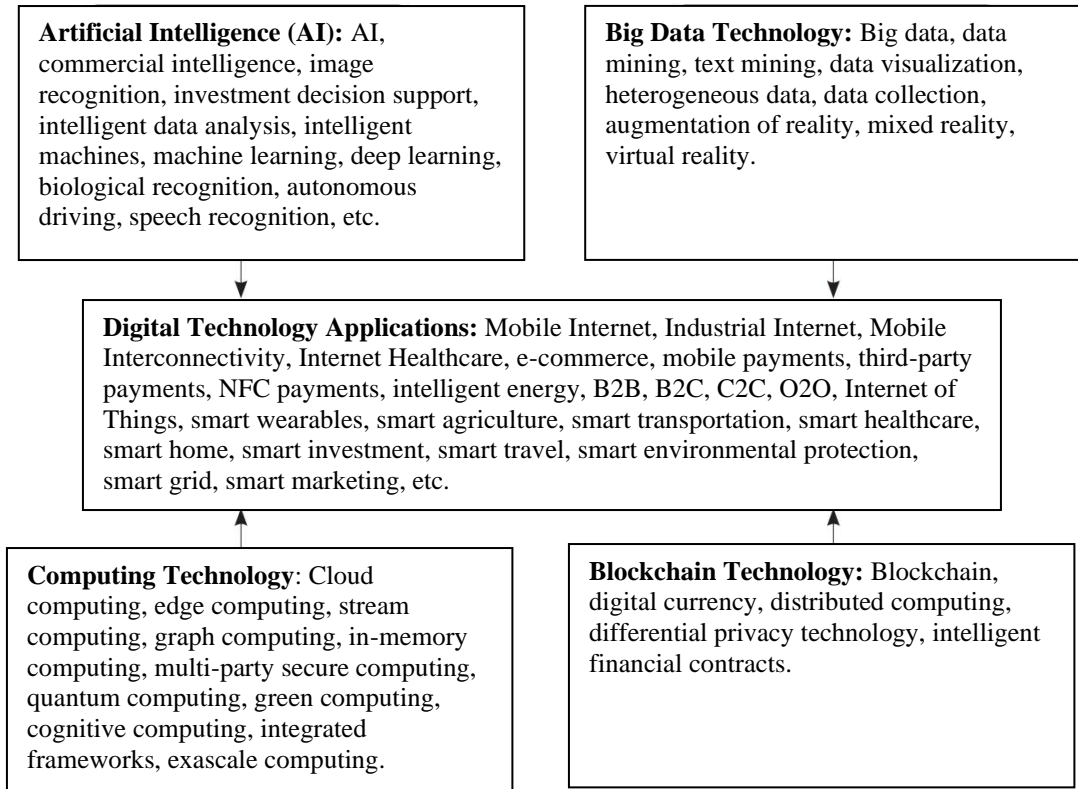 Artificial Intelligence (AI): AI,
commercial intelligence, image
recognition, investment decision support,
intelligent data analysis, intelligent
machines, machine learning, deep learning,
biological recognition, autonomous
driving, speech recognition, etc.
Big Data Technology: Big data, data
mining, text mining, data visualization,
heterogeneous data, data collection,
augmentation of reality, mixed reality,
virtual reality.
Digital Technology Applications: Mobile Internet, Industrial Internet, Mobile
Interconnectivity, Internet Healthcare, e-commerce, mobile payments, third-party
payments, NFC payments, intelligent energy, B2B, B2C, C2C, O2O, Internet of
Things, smart wearables, smart agriculture, smart transportation, smart healthcare,
smart home, smart investment, smart travel, smart environmental protection,
smart grid, smart marketing, etc.
Computing Technology: Cloud
computing, edge computing, stream
computing, graph computing, in-memory
computing, multi-party secure computing,
quantum computing, green computing,
cognitive computing, integrated
frameworks, exascale computing.
Blockchain Technology: Blockchain,
digital currency, distributed computing,
differential privacy technology, intelligent
financial contracts.